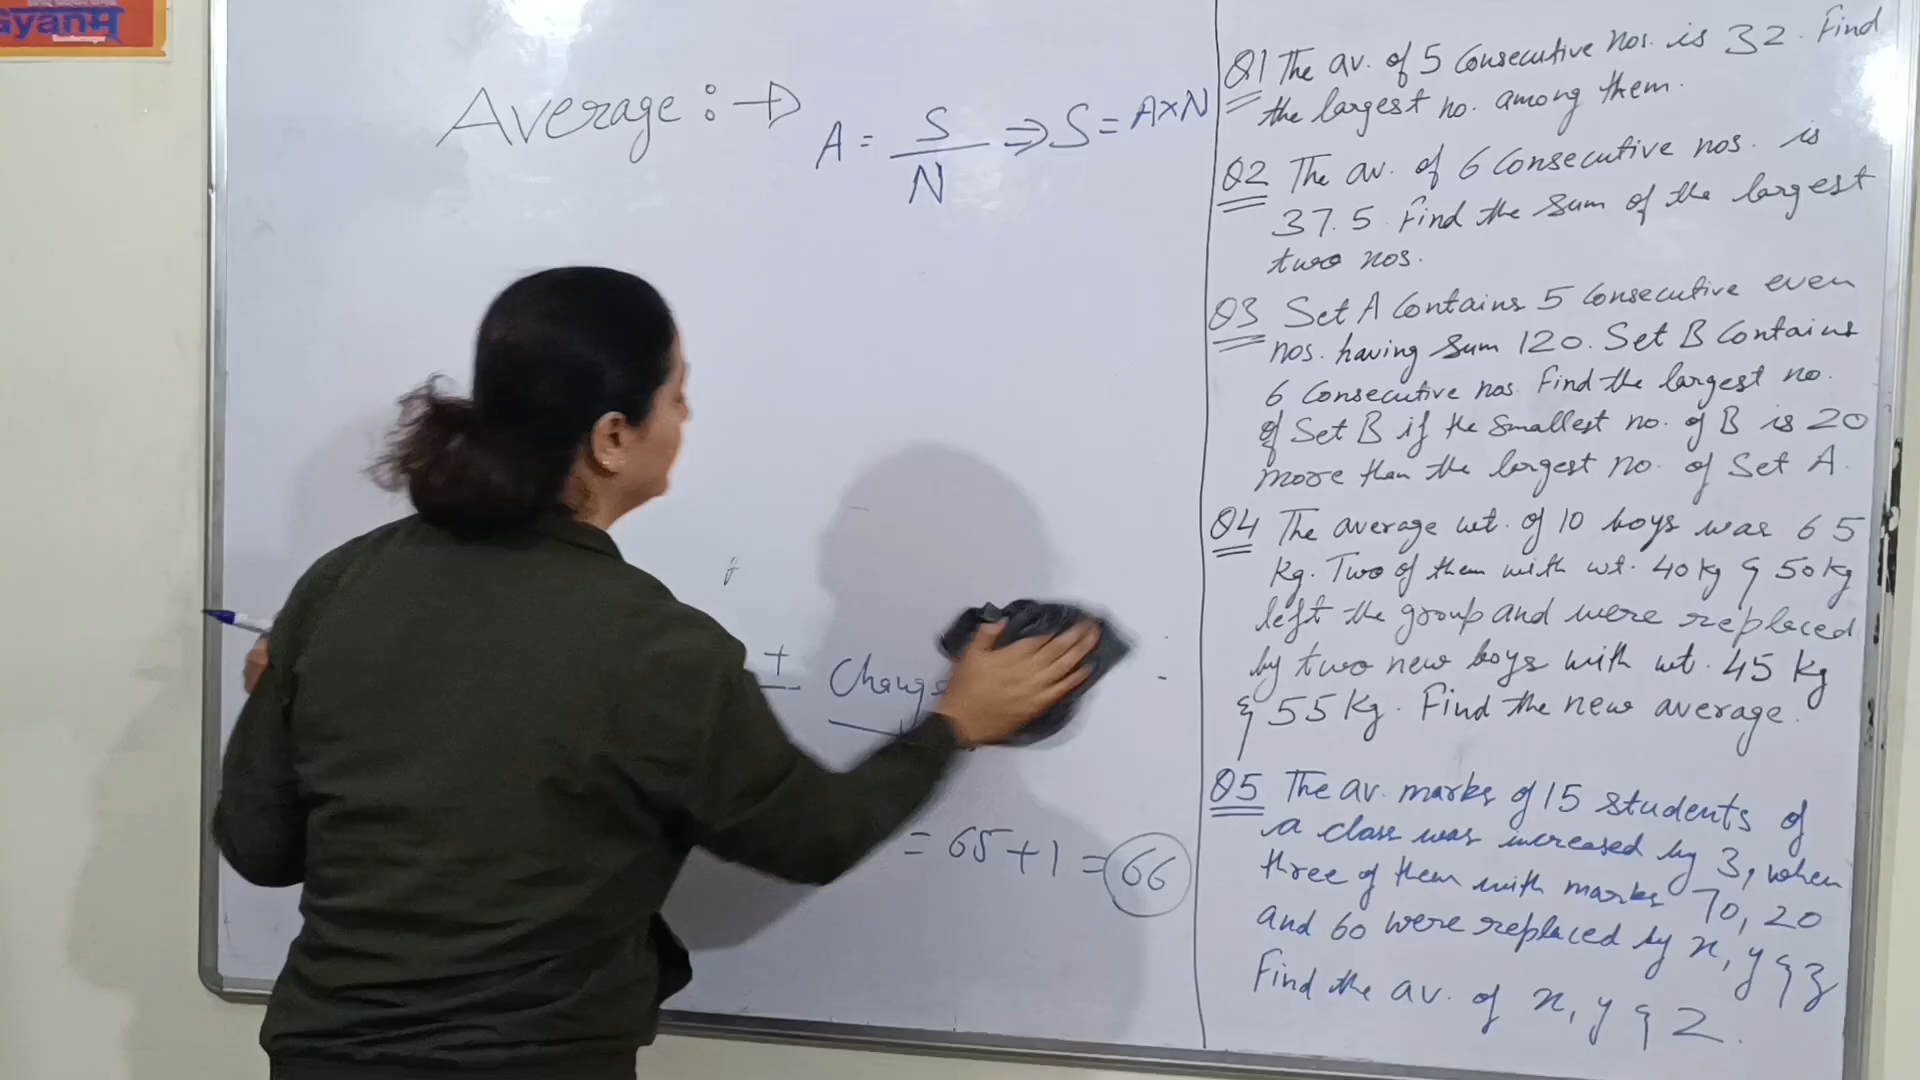 Gyanम
Average :→
A = S/N ⇒ S = A×N
± Change
= 65+1 = 66
Q1 The av. of 5 Consecutive nos. is 32. Find
the largest no. among them.
Q2 The av. of 6 Consecutive nos. is
37.5. Find the sum of the largest
two nos.
Q3 Set A Contains 5 Consecutive even
nos. having sum 120. Set B Contains
6 Consecutive nos. Find the largest no.
of Set B if the smallest no. of B is 20
more than the largest no. of Set A.
Q4 The average wt. of 10 boys was 65
kg. Two of them with wt. 40 kg & 50 kg
left the group and were replaced
by two new boys with wt. 45 kg
& 55 kg. Find the new average.
Q5 The av. marks of 15 students of
a class was increased by 3, when
three of them with marks 70, 20
and 60 were replaced by x, y & z
Find the av. of x, y & z.